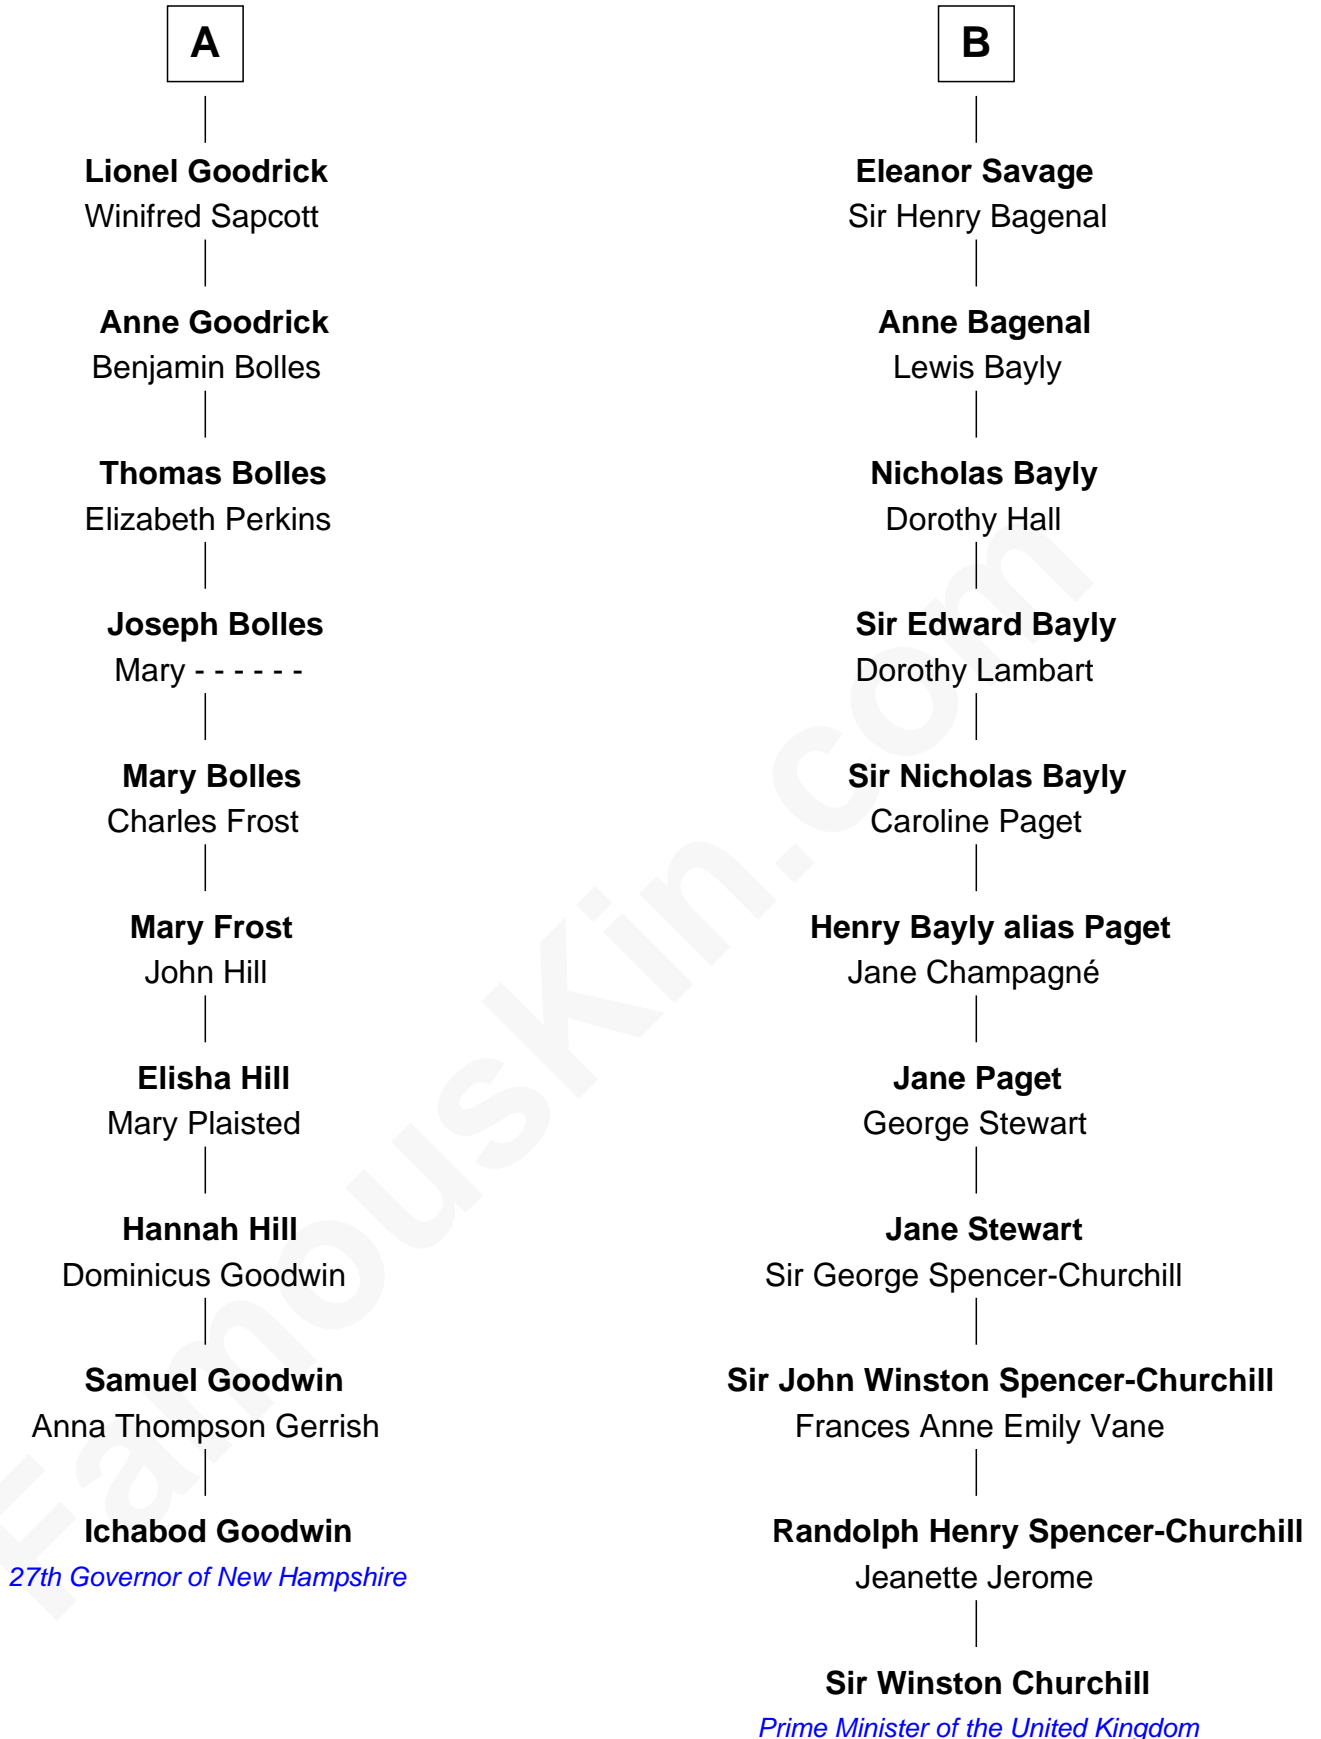 A
Lionel Goodrick
Winifred Sapcott
Anne Goodrick
Benjamin Bolles
Thomas Bolles
Elizabeth Perkins
Joseph Bolles
Mary - - - - - -
Mary Bolles
Charles Frost
Mary Frost
John Hill
Elisha Hill
Mary Plaisted
Hannah Hill
Dominicus Goodwin
Samuel Goodwin
Anna Thompson Gerrish
Ichabod Goodwin
27th Governor of New Hampshire
B
Eleanor Savage
Sir Henry Bagenal
Anne Bagenal
Lewis Bayly
Nicholas Bayly
Dorothy Hall
Sir Edward Bayly
Dorothy Lambart
Sir Nicholas Bayly
Caroline Paget
Henry Bayly alias Paget
Jane Champagné
Jane Paget
George Stewart
Jane Stewart
Sir George Spencer-Churchill
Sir John Winston Spencer-Churchill
Frances Anne Emily Vane
Randolph Henry Spencer-Churchill
Jeanette Jerome
Sir Winston Churchill
Prime Minister of the United Kingdom
FamousKin.com